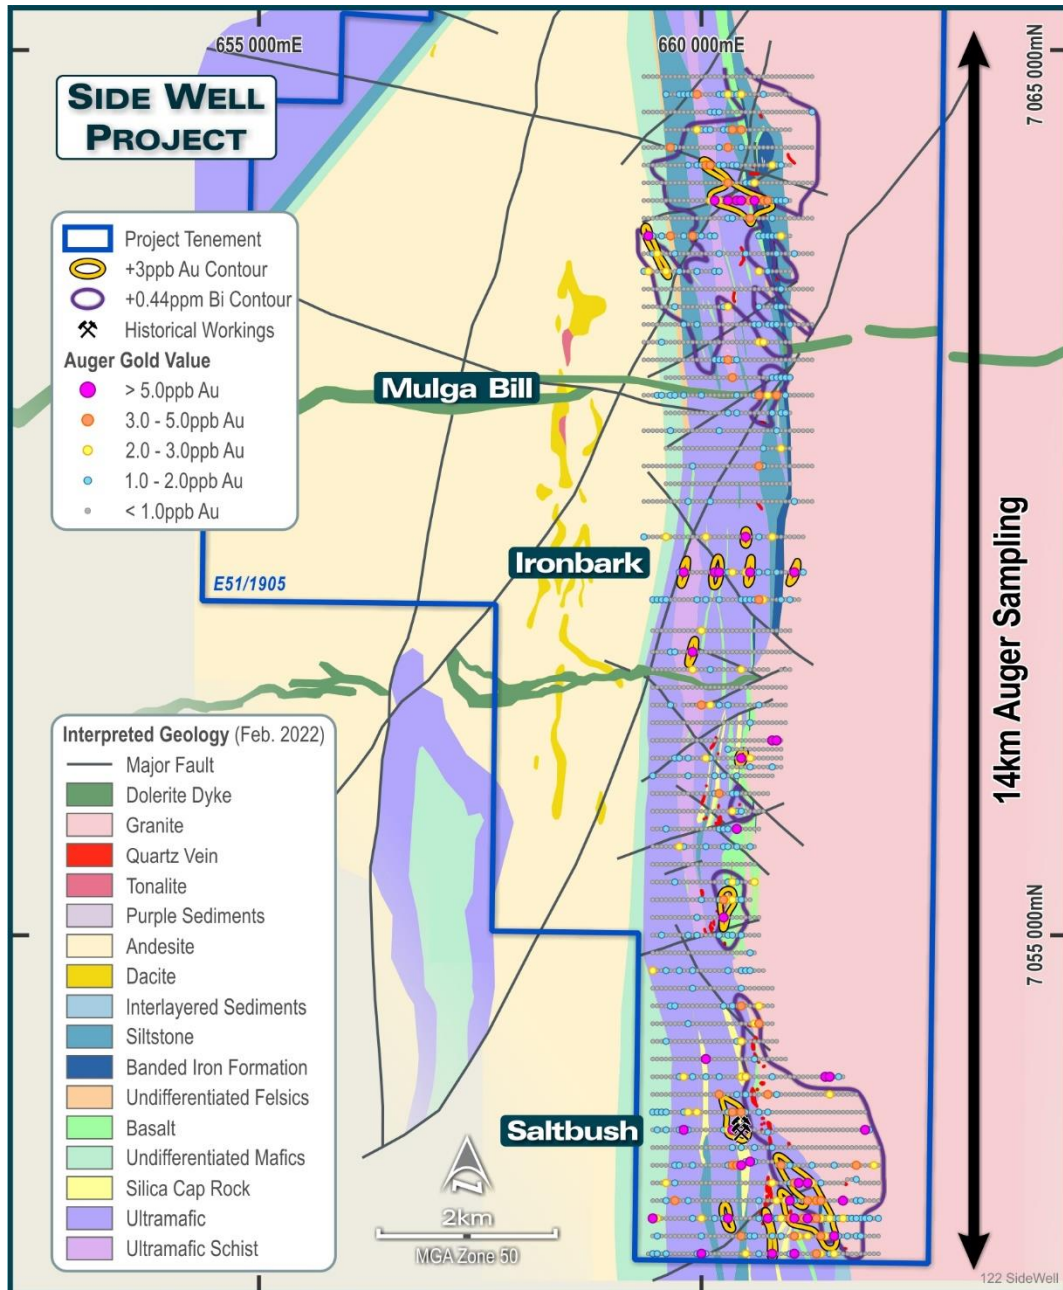 655 000mE
660 000mE
7 065 000mN
SIDE WELL
PROJECT
Project Tenement
+3ppb Au Contour
+0.44ppm Bi Contour
Historical Workings
Auger Gold Value
> 5.0ppb Au
3.0 - 5.0ppb Au
2.0 - 3.0ppb Au
1.0 - 2.0ppb Au
< 1.0ppb Au
Mulga Bill
Ironbark
E51/1905
14km Auger Sampling
Interpreted Geology (Feb. 2022)
Major Fault
Dolerite Dyke
Granite
Quartz Vein
Tonalite
Purple Sediments
Andesite
Dacite
Interlayered Sediments
Siltstone
Banded Iron Formation
Undifferentiated Felsics
Basalt
Undifferentiated Mafics
Silica Cap Rock
Ultramafic
Ultramafic Schist
7 055 000mN
Saltbush
N
2km
MGA Zone 50
122 SideWell